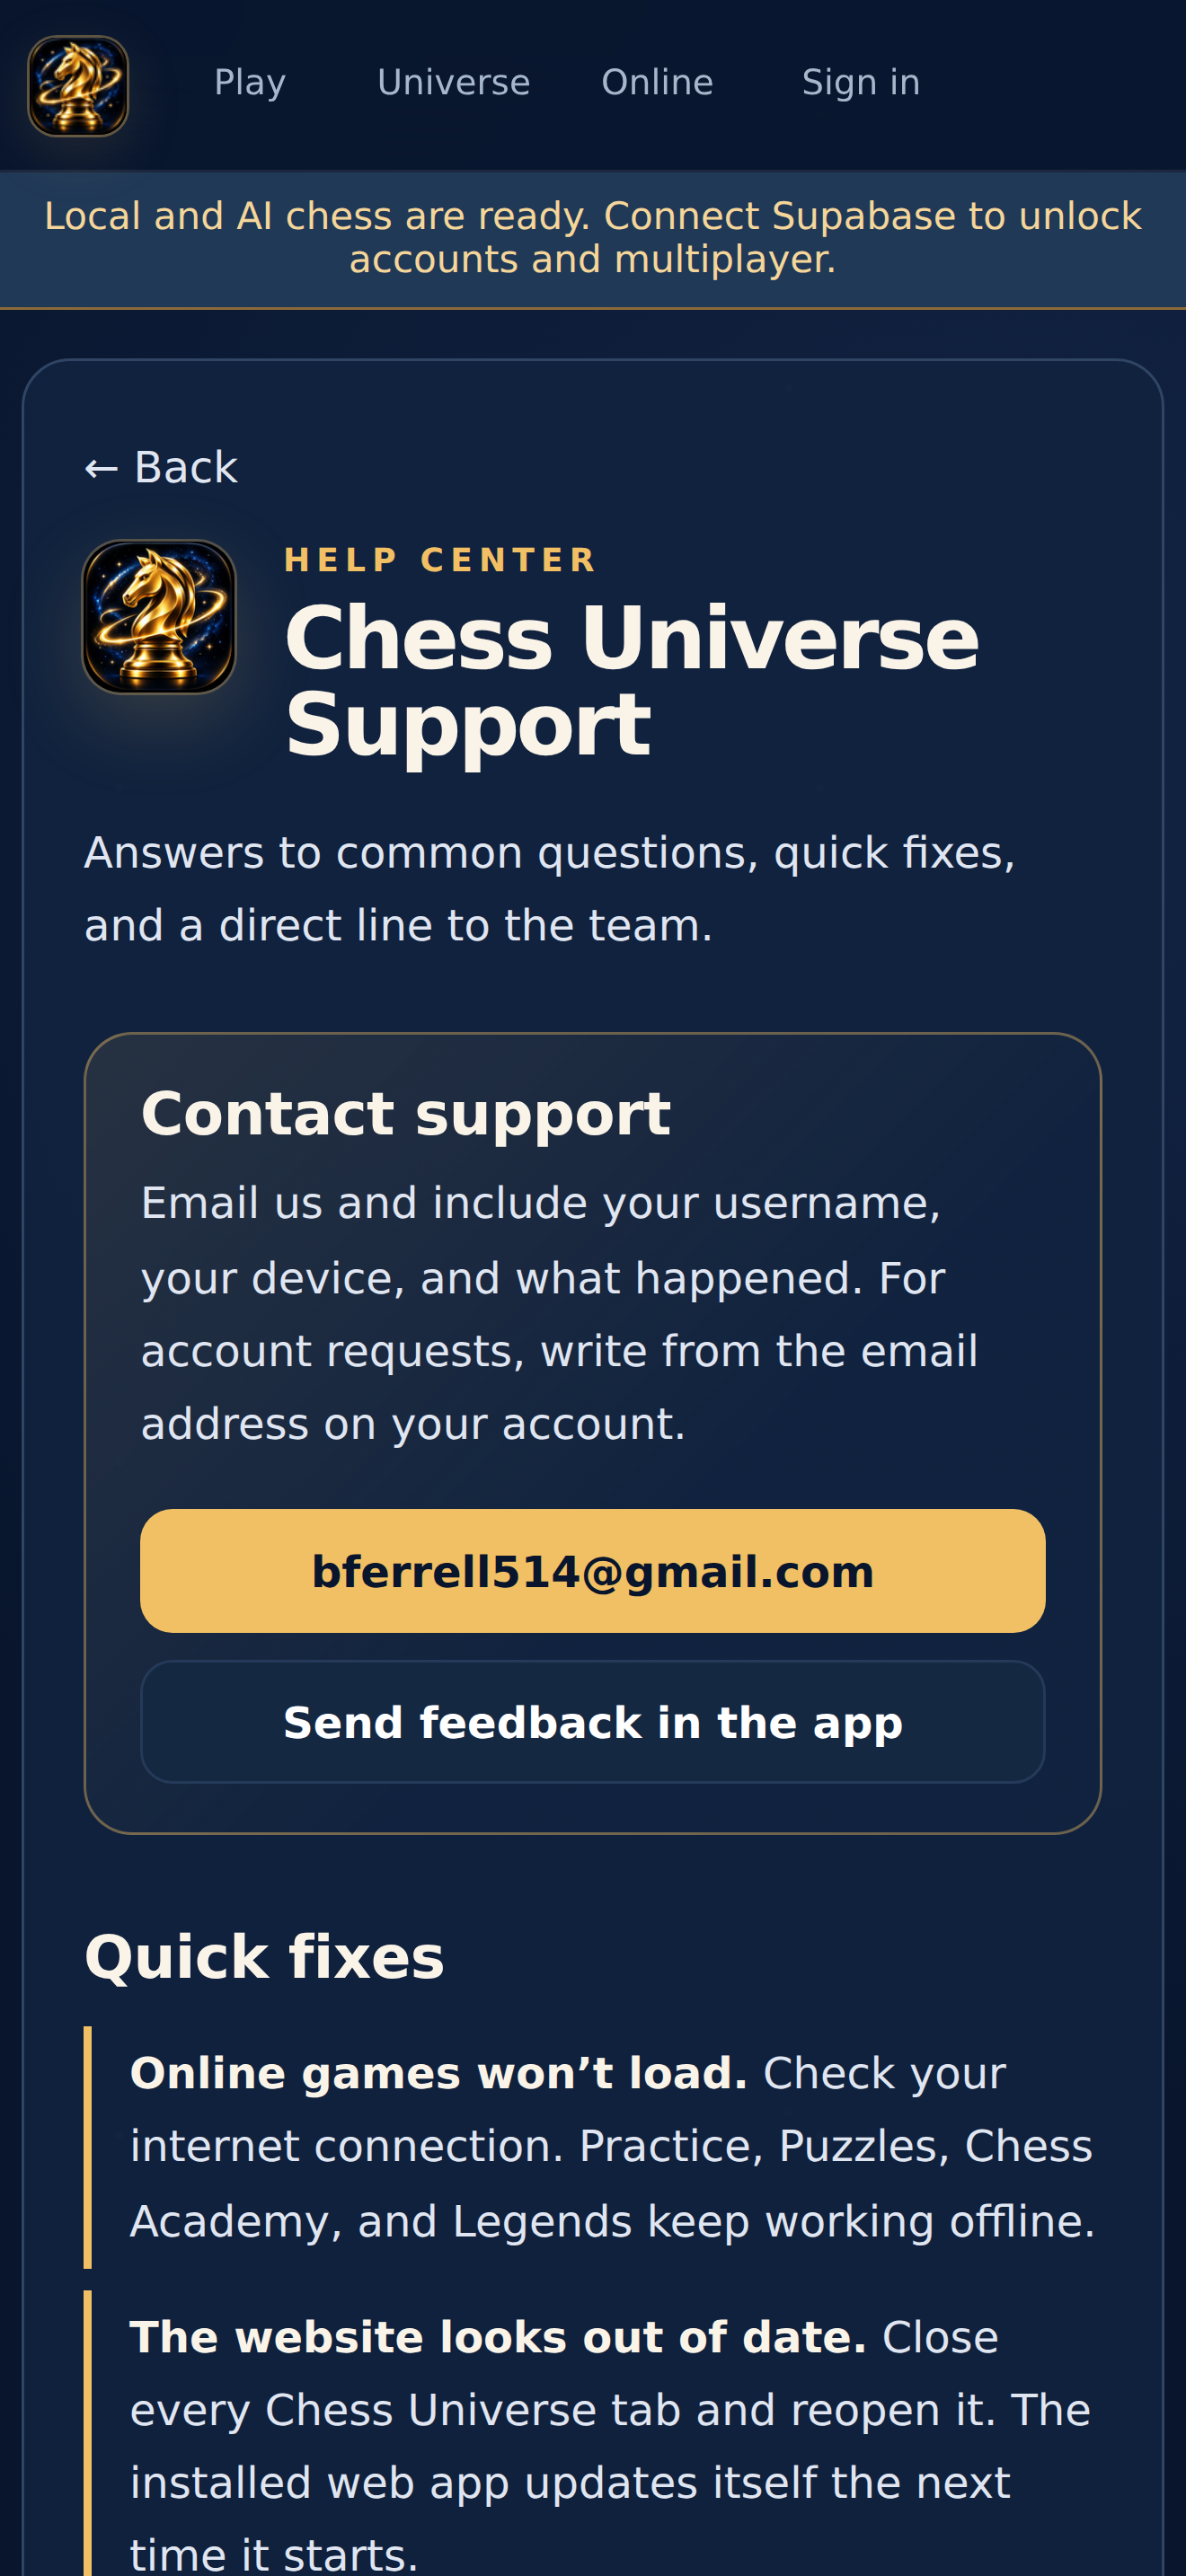 Play Universe Online Sign in
Local and AI chess are ready. Connect Supabase to unlock
accounts and multiplayer.
← Back
HELP CENTER
Chess Universe
Support
Answers to common questions, quick fixes,
and a direct line to the team.
Contact support
Email us and include your username,
your device, and what happened. For
account requests, write from the email
address on your account.
bferrell514@gmail.com
Send feedback in the app
Quick fixes
Online games won’t load. Check your
internet connection. Practice, Puzzles, Chess
Academy, and Legends keep working offline.
The website looks out of date. Close
every Chess Universe tab and reopen it. The
installed web app updates itself the next
time it starts.